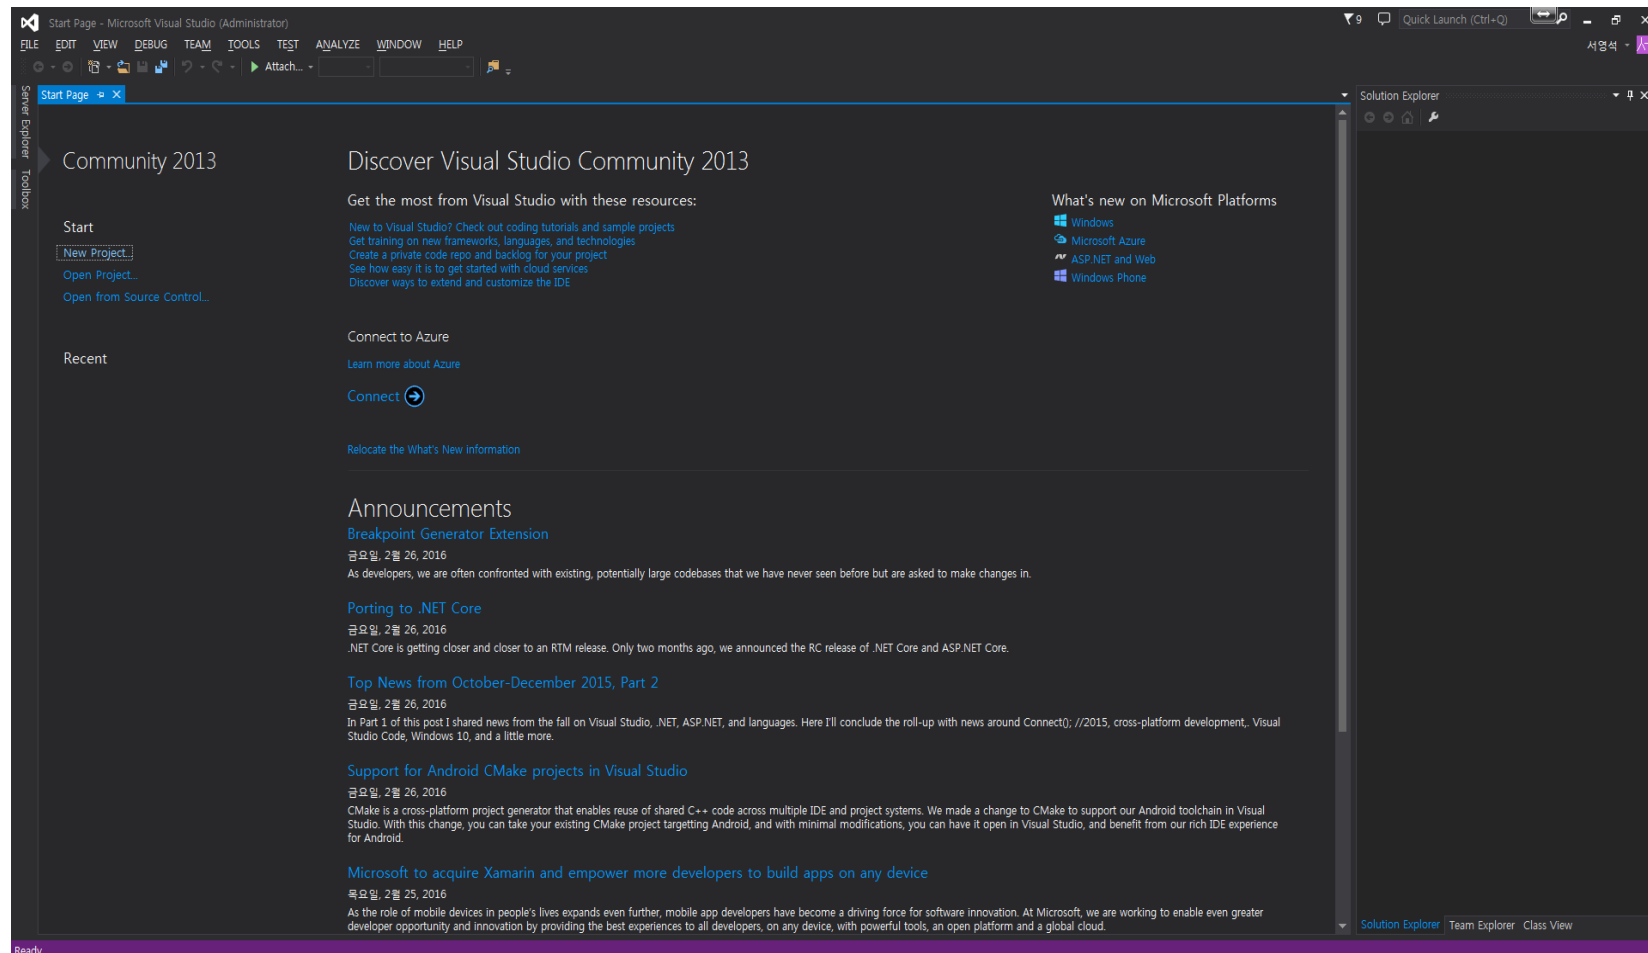 Start Page - Microsoft Visual Studio (Administrator)
9
Quick Launch (Ctrl+Q)
FILE EDIT VIEW DEBUG TEAM TOOLS TEST ANALYZE WINDOW HELP
서영석
Attach...
Server Explorer
Toolbox
Start Page
Solution Explorer
Community 2013
Start
New Project...
Open Project...
Open from Source Control...
Recent
Discover Visual Studio Community 2013
Get the most from Visual Studio with these resources:
New to Visual Studio? Check out coding tutorials and sample projects
Get training on new frameworks, languages, and technologies
Create a private code repo and backlog for your project
See how easy it is to get started with cloud services
Discover ways to extend and customize the IDE
What's new on Microsoft Platforms
Windows
Microsoft Azure
ASP.NET and Web
Windows Phone
Connect to Azure
Learn more about Azure
Connect
Relocate the What's New information
Announcements
Breakpoint Generator Extension
금요일, 2월 26, 2016
As developers, we are often confronted with existing, potentially large codebases that we have never seen before but are asked to make changes in.
Porting to .NET Core
금요일, 2월 26, 2016
.NET Core is getting closer and closer to an RTM release. Only two months ago, we announced the RC release of .NET Core and ASP.NET Core.
Top News from October-December 2015, Part 2
금요일, 2월 26, 2016
In Part 1 of this post I shared news from the fall on Visual Studio, .NET, ASP.NET, and languages. Here I'll conclude the roll-up with news around Connect(); //2015, cross-platform development,. Visual
Studio Code, Windows 10, and a little more.
Support for Android CMake projects in Visual Studio
금요일, 2월 26, 2016
CMake is a cross-platform project generator that enables reuse of shared C++ code across multiple IDE and project systems. We made a change to CMake to support our Android toolchain in Visual
Studio. With this change, you can take your existing CMake project targetting Android, and with minimal modifications, you can have it open in Visual Studio, and benefit from our rich IDE experience
for Android.
Microsoft to acquire Xamarin and empower more developers to build apps on any device
목요일, 2월 25, 2016
As the role of mobile devices in people's lives expands even further, mobile app developers have become a driving force for software innovation. At Microsoft, we are working to enable even greater
developer opportunity and innovation by providing the best experiences to all developers, on any device, with powerful tools, an open platform and a global cloud.
Solution Explorer Team Explorer Class View
Ready